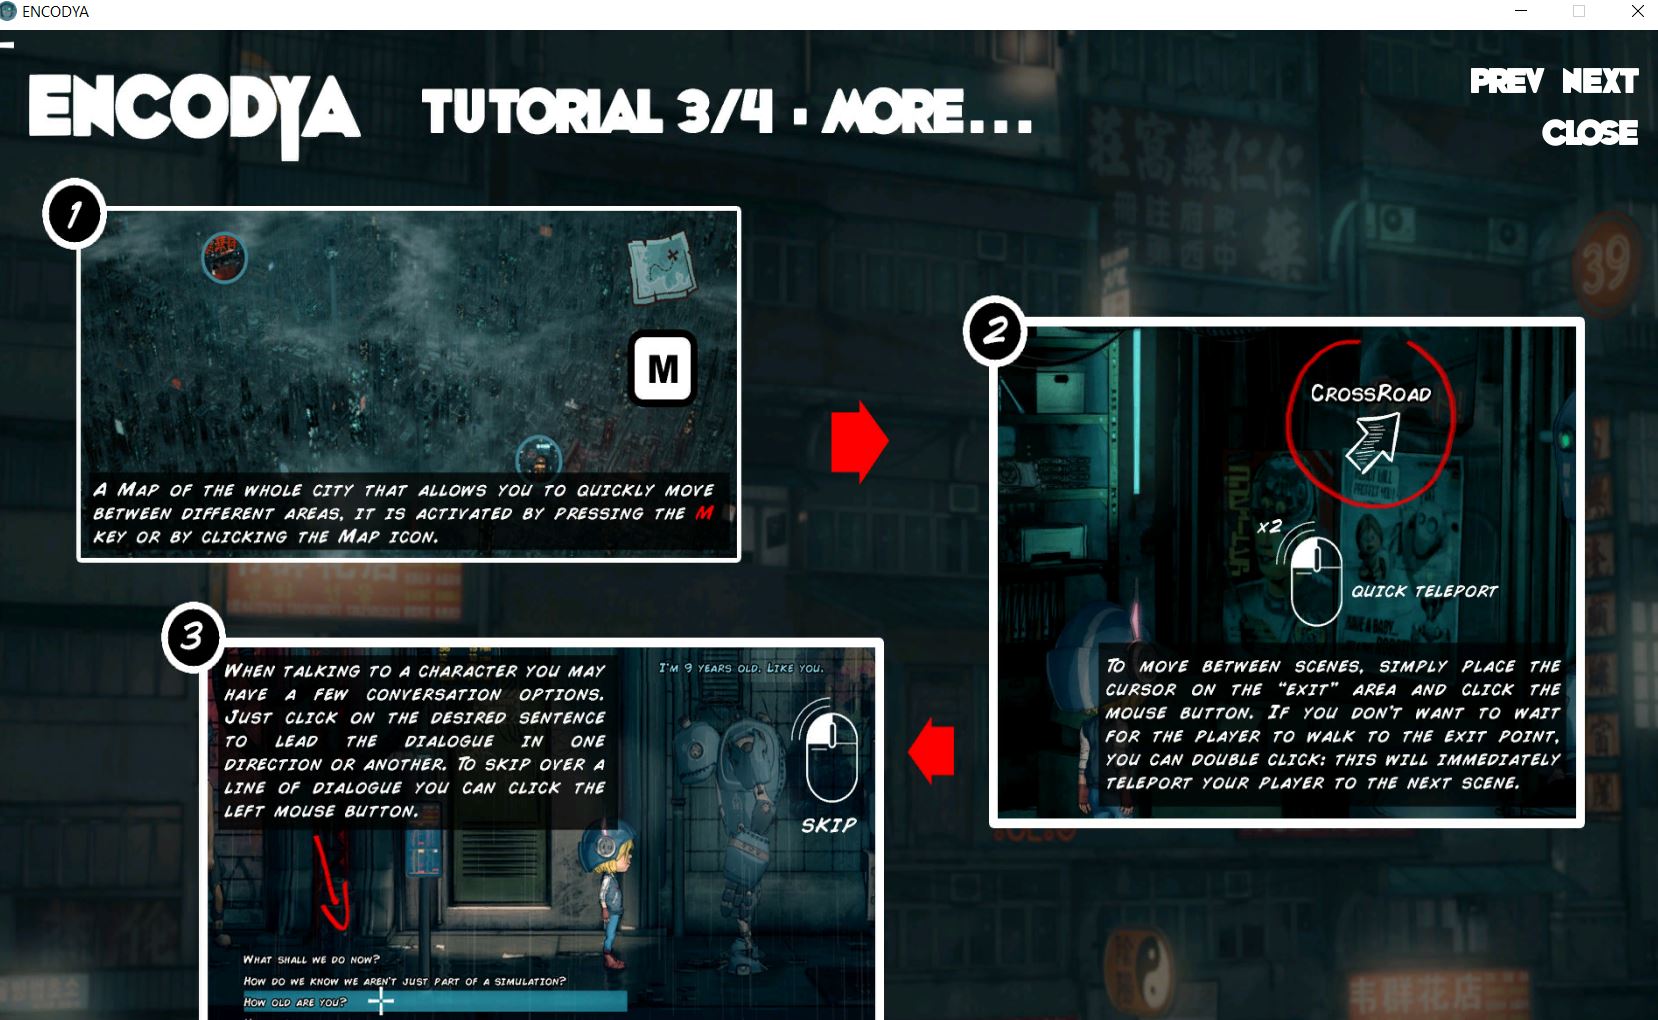 ENCODYA
ENCODYA
TUTORIAL 3/4 · MORE...
PREV NEXT
CLOSE
1
M
A MAP OF THE WHOLE CITY THAT ALLOWS YOU TO QUICKLY MOVE
BETWEEN DIFFERENT AREAS, IT IS ACTIVATED BY PRESSING THE M
KEY OR BY CLICKING THE MAP ICON.
39
2
CROSSROAD
x2
QUICK TELEPORT
TO MOVE BETWEEN SCENES, SIMPLY PLACE THE
CURSOR ON THE “EXIT” AREA AND CLICK THE
MOUSE BUTTON. IF YOU DON'T WANT TO WAIT
FOR THE PLAYER TO WALK TO THE EXIT POINT,
YOU CAN DOUBLE CLICK: THIS WILL IMMEDIATELY
TELEPORT YOUR PLAYER TO THE NEXT SCENE.
3
WHEN TALKING TO A CHARACTER YOU MAY
HAVE A FEW CONVERSATION OPTIONS.
JUST CLICK ON THE DESIRED SENTENCE
TO LEAD THE DIALOGUE IN ONE
DIRECTION OR ANOTHER. TO SKIP OVER A
LINE OF DIALOGUE YOU CAN CLICK THE
LEFT MOUSE BUTTON.
I'M 9 YEARS OLD. LIKE YOU.
SKIP
WHAT SHALL WE DO NOW?
HOW DO WE KNOW WE AREN'T JUST PART OF A SIMULATION?
HOW OLD ARE YOU?
韦群花店